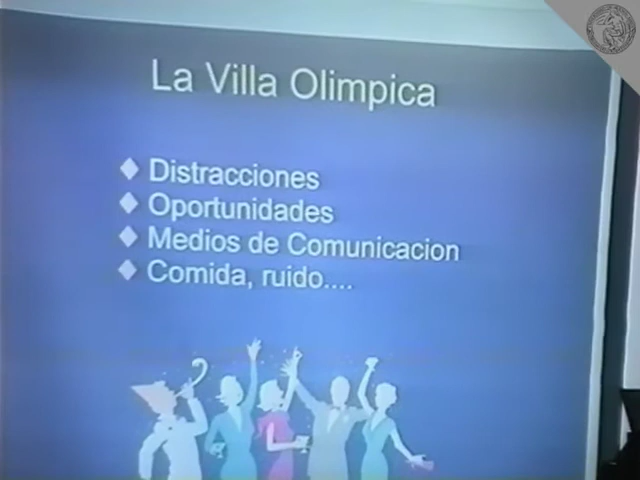 La Villa Olimpica
Distracciones
Oportunidades
Medios de Comunicacion
Comida, ruido....